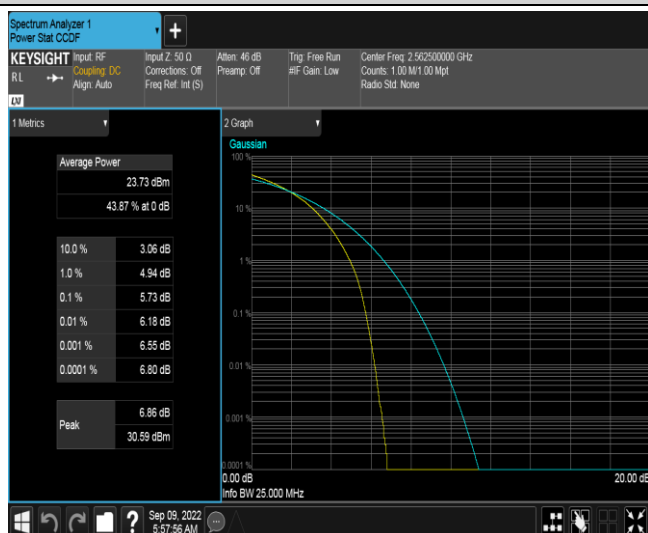 Spectrum Analyzer 1
Power Stat CCDF
KEYSIGHT
RL
LXI
Input: RF
Coupling: DC
Align: Auto
Input Z: 50 Ω
Corrections: Off
Freq Ref: Int (S)
Atten: 46 dB
Preamp: Off
Trig: Free Run
#IF Gain: Low
Center Freq: 2.562500000 GHz
Counts: 1.00 M/1.00 Mpt
Radio Std: None
1 Metrics
Average Power
23.73 dBm
43.87 % at 0 dB
10.0 % 3.06 dB
1.0 % 4.94 dB
0.1 % 5.73 dB
0.01 % 6.18 dB
0.001 % 6.55 dB
0.0001 % 6.80 dB
Peak 6.86 dB
30.59 dBm
2 Graph
Gaussian
100 %
10 %
1 %
0.1 %
0.01 %
0.001 %
0.0001 %
0.00 dB 20.00 dB
Info BW 25.000 MHz
? Sep 09, 2022
5:57:56 AM